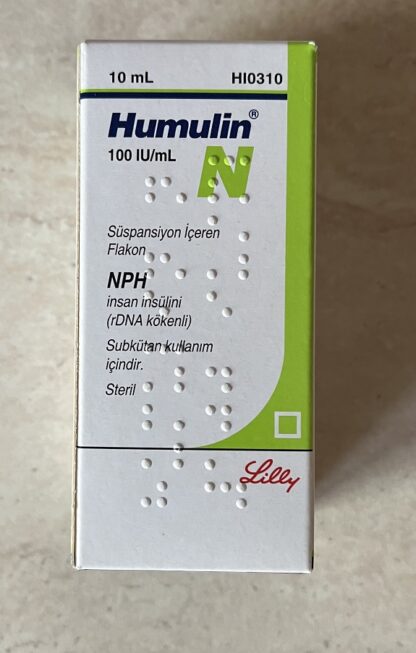 10 mL HI0310
Humulin®
100 IU/mL N
Süspansiyon İçeren
Flakon
NPH
insan insülini
(rDNA kökenli)
Subkütan kullanım
içindir.
Steril
Lilly